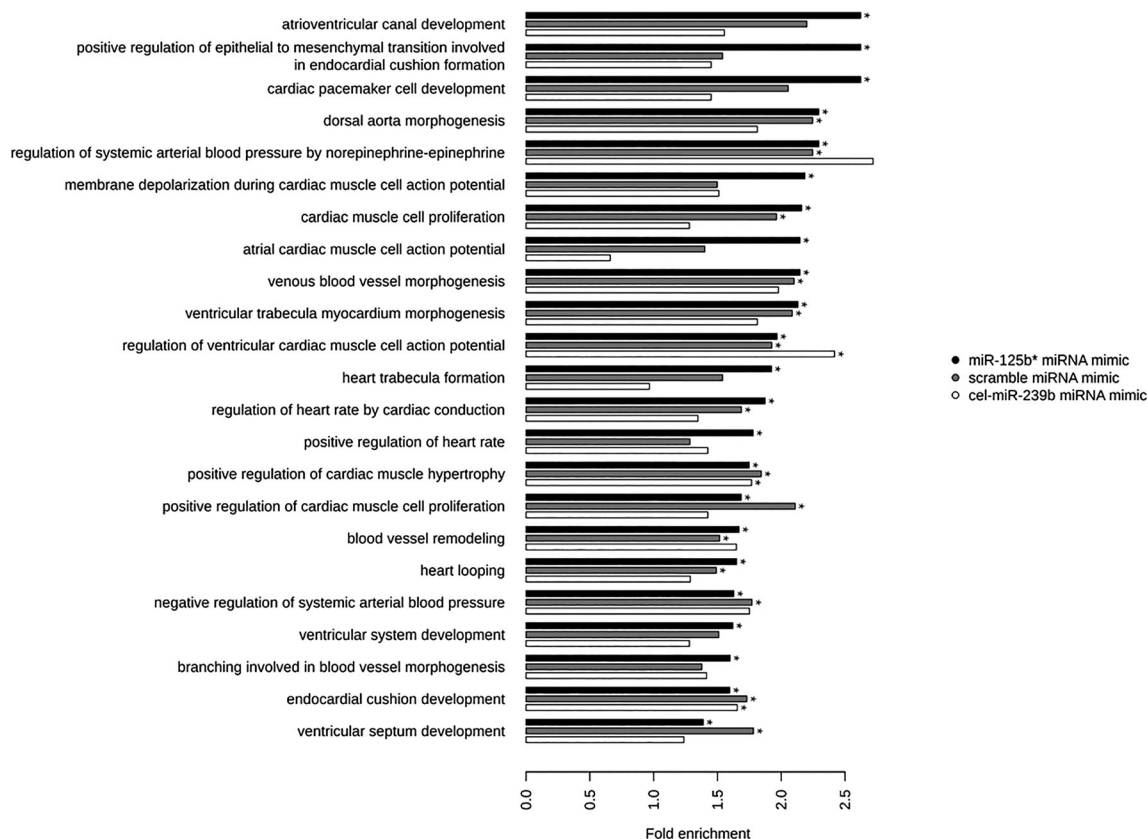 atrioventricular canal development
positive regulation of epithelial to mesenchymal transition involved
in endocardial cushion formation
cardiac pacemaker cell development
dorsal aorta morphogenesis
regulation of systemic arterial blood pressure by norepinephrine-epinephrine
membrane depolarization during cardiac muscle cell action potential
cardiac muscle cell proliferation
atrial cardiac muscle cell action potential
venous blood vessel morphogenesis
ventricular trabecula myocardium morphogenesis
regulation of ventricular cardiac muscle cell action potential
heart trabecula formation
regulation of heart rate by cardiac conduction
positive regulation of heart rate
positive regulation of cardiac muscle hypertrophy
positive regulation of cardiac muscle cell proliferation
blood vessel remodeling
heart looping
negative regulation of systemic arterial blood pressure
ventricular system development
branching involved in blood vessel morphogenesis
endocardial cushion development
ventricular septum development
miR-125b* miRNA mimic
scramble miRNA mimic
cel-miR-239b miRNA mimic
0.0 0.5 1.0 1.5 2.0 2.5
Fold enrichment